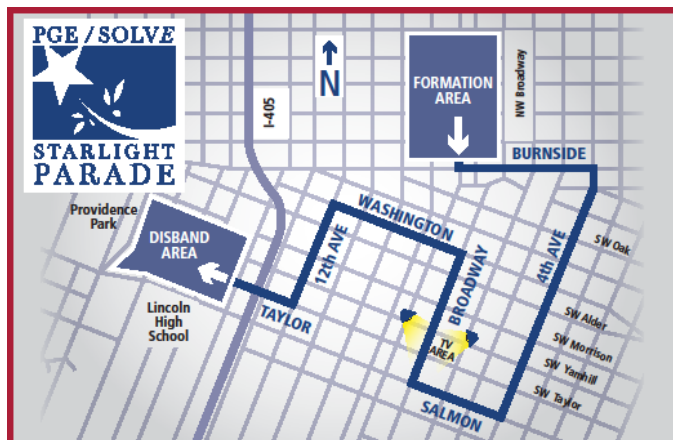 PGE / SOLVE
STARLIGHT
PARADE
N
I-405
FORMATION
AREA
NW Broadway
BURNSIDE
Providence
Park
DISBAND
AREA
Lincoln
High
School
TAYLOR
12th AVE
WASHINGTON
BROADWAY
4th AVE
TV
AREA
SALMON
SW Oak
SW Alder
SW Morrison
SW Yamhill
SW Taylor